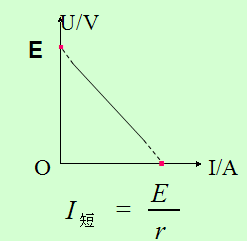 U/V
E
O I/A
I短 = E/r